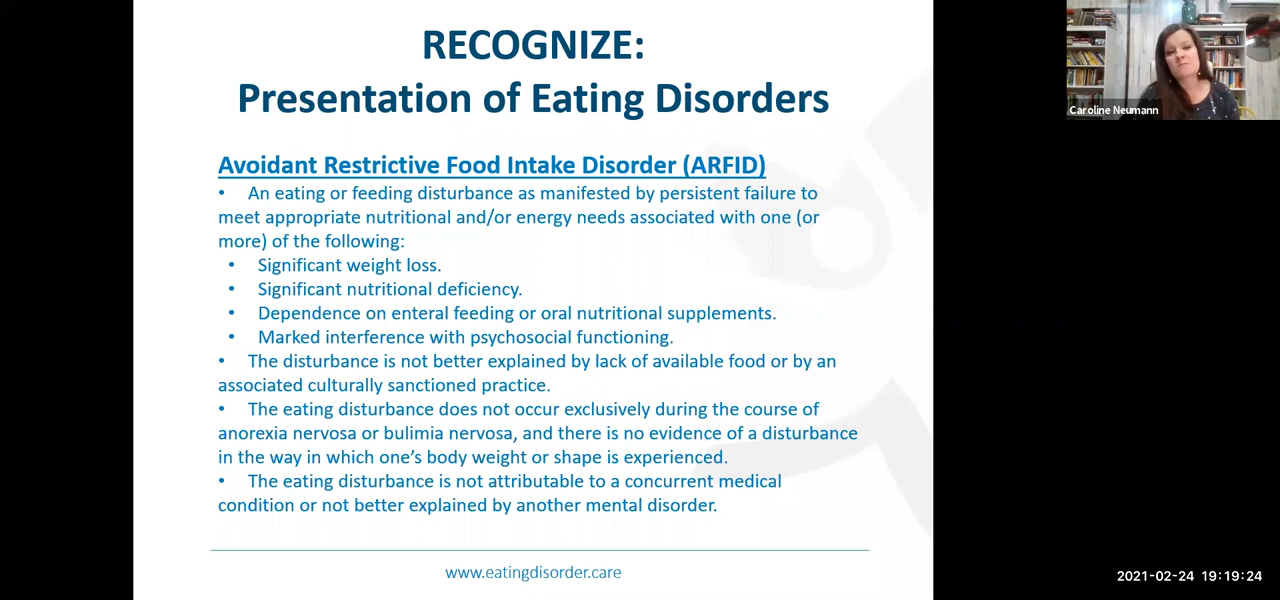 RECOGNIZE:
Presentation of Eating Disorders
Avoidant Restrictive Food Intake Disorder (ARFID)
• An eating or feeding disturbance as manifested by persistent failure to
meet appropriate nutritional and/or energy needs associated with one (or
more) of the following:
• Significant weight loss.
• Significant nutritional deficiency.
• Dependence on enteral feeding or oral nutritional supplements.
• Marked interference with psychosocial functioning.
• The disturbance is not better explained by lack of available food or by an
associated culturally sanctioned practice.
• The eating disturbance does not occur exclusively during the course of
anorexia nervosa or bulimia nervosa, and there is no evidence of a disturbance
in the way in which one’s body weight or shape is experienced.
• The eating disturbance is not attributable to a concurrent medical
condition or not better explained by another mental disorder.
www.eatingdisorder.care
Caroline Neumann
2021-02-24 19:19:24